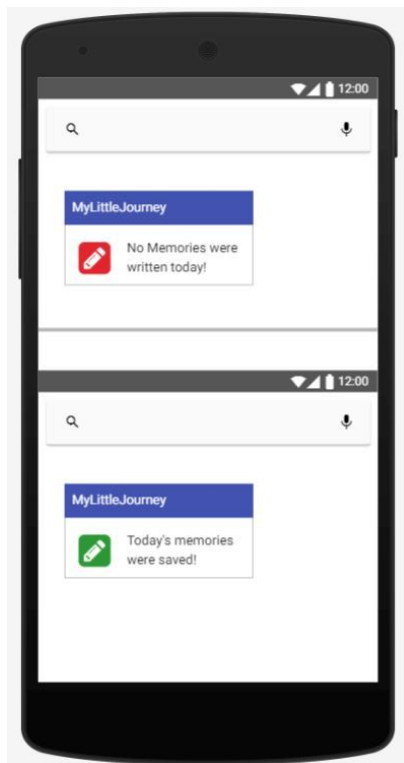 12:00
MyLittleJourney
No Memories were
written today!
12:00
MyLittleJourney
Today's memories
were saved!